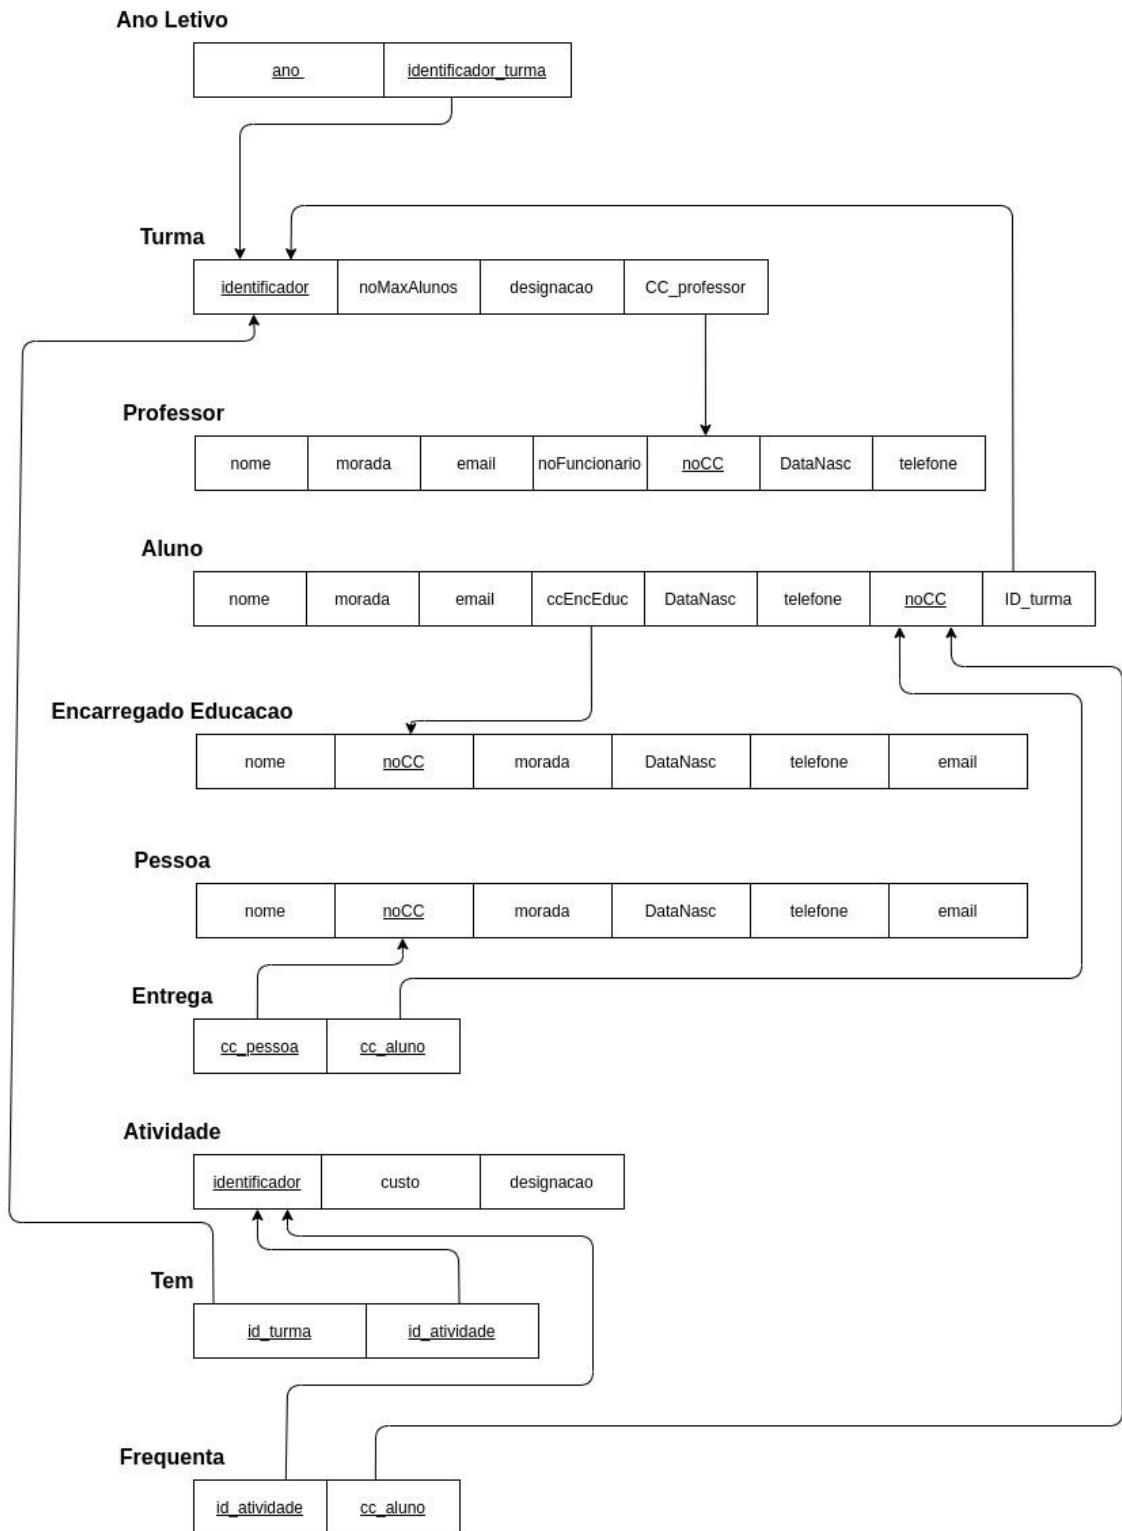 Ano Letivo
ano identificador_turma
Turma
identificador noMaxAlunos designacao CC_professor
Professor
nome morada email noFuncionario noCC DataNasc telefone
Aluno
nome morada email ccEncEduc DataNasc telefone noCC ID_turma
Encarregado Educacao
nome noCC morada DataNasc telefone email
Pessoa
nome noCC morada DataNasc telefone email
Entrega
cc_pessoa cc_aluno
Atividade
identificador custo designacao
Tem
id_turma id_atividade
Frequenta
id_atividade cc_aluno